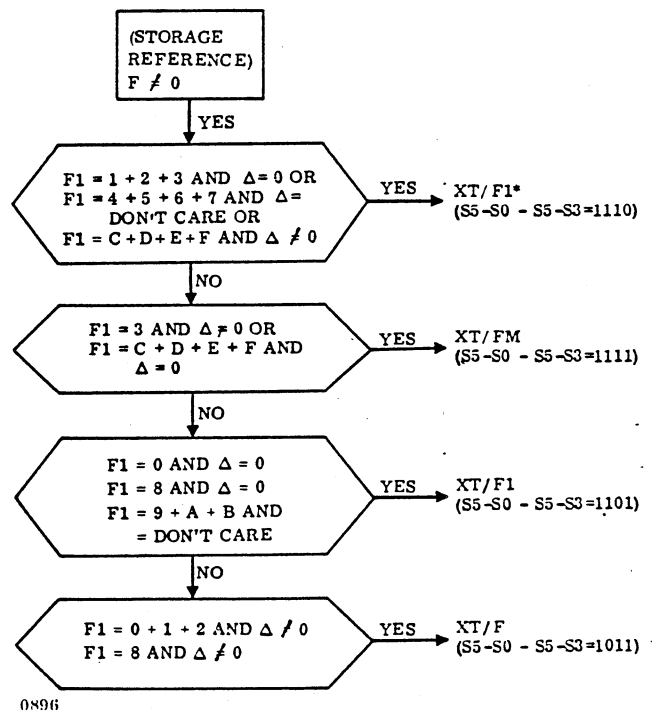 (STORAGE
REFERENCE)
F ≠ 0
YES
F1 = 1 + 2 + 3 AND Δ = 0 OR
F1 = 4 + 5 + 6 + 7 AND Δ =
DON'T CARE OR
F1 = C + D + E + F AND Δ ≠ 0
YES
XT/F1*
(S5-S0 - S5-S3=1110)
NO
F1 = 3 AND Δ ≠ 0 OR
F1 = C + D + E + F AND
Δ = 0
YES
XT/FM
(S5-S0 - S5-S3=1111)
NO
F1 = 0 AND Δ = 0
F1 = 8 AND Δ = 0
F1 = 9 + A + B AND
= DON'T CARE
YES
XT/F1
(S5-S0 - S5-S3=1101)
NO
F1 = 0 + 1 + 2 AND Δ ≠ 0
F1 = 8 AND Δ ≠ 0
YES
XT/F
(S5-S0 - S5-S3=1011)
0896